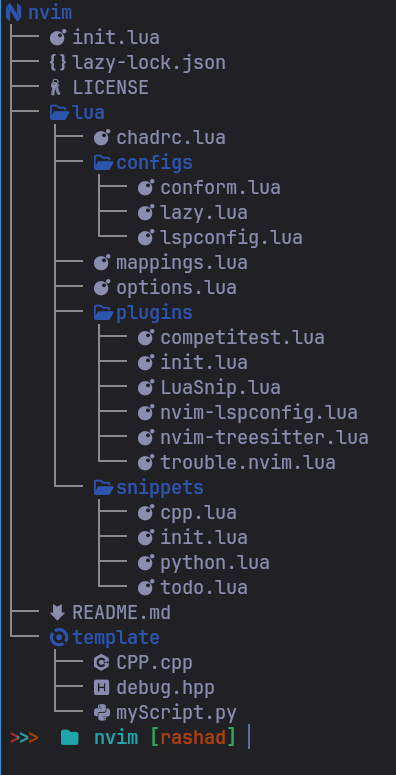 nvim
init.lua
{} lazy-lock.json
LICENSE
lua
chadrc.lua
configs
conform.lua
lazy.lua
lspconfig.lua
mappings.lua
options.lua
plugins
competitest.lua
init.lua
LuaSnip.lua
nvim-lspconfig.lua
nvim-treesitter.lua
trouble.nvim.lua
snippets
cpp.lua
init.lua
python.lua
todo.lua
README.md
template
CPP.cpp
debug.hpp
myScript.py
>>> nvim [rashad]